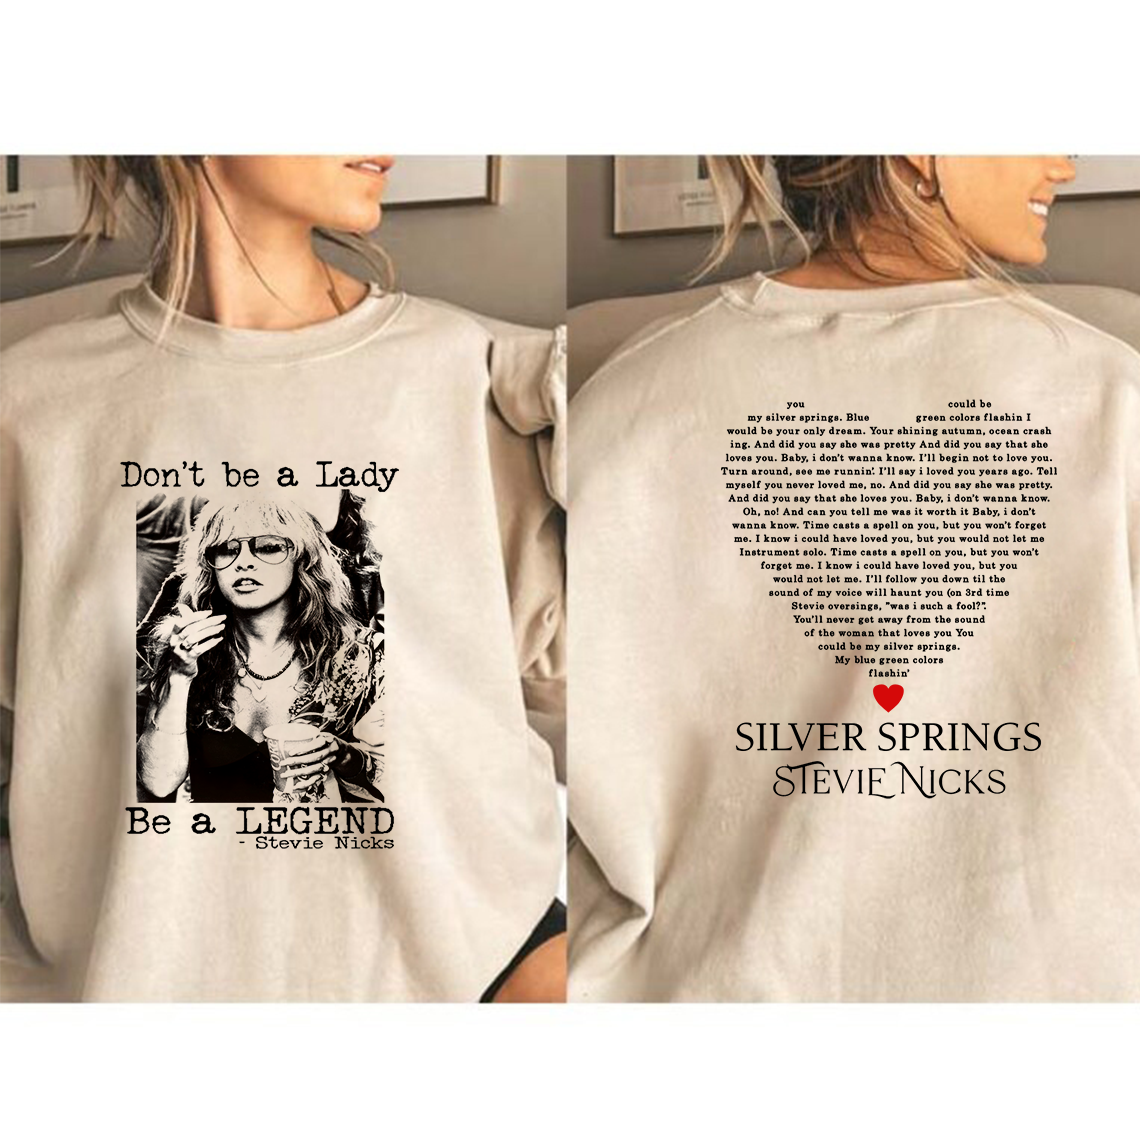 Don't be a Lady
Be a LEGEND
- Stevie Nicks
you could be
my silver springs. Blue green colors flashin I
would be your only dream. Your shining autumn, ocean crash
ing. And did you say she was pretty And did you say that she
loves you. Baby, i don't wanna know. I'll begin not to love you.
Turn around, see me runnin'. I'll say i loved you years ago. Tell
myself you never loved me, no. And did you say she was pretty.
And did you say that she loves you. Baby, i don't wanna know.
Oh, no! And can you tell me was it worth it Baby, i don't
wanna know. Time casts a spell on you, but you won't forget
me. I know i could have loved you, but you would not let me
Instrument solo. Time casts a spell on you, but you won't
forget me. I know i could have loved you, but you
would not let me. I'll follow you down til the
sound of my voice will haunt you (on 3rd time
Stevie oversings, "was i such a fool?".
You'll never get away from the sound
of the woman that loves you You
could be my silver springs.
My blue green colors
flashin'
SILVER SPRINGS
STEVIE NICKS